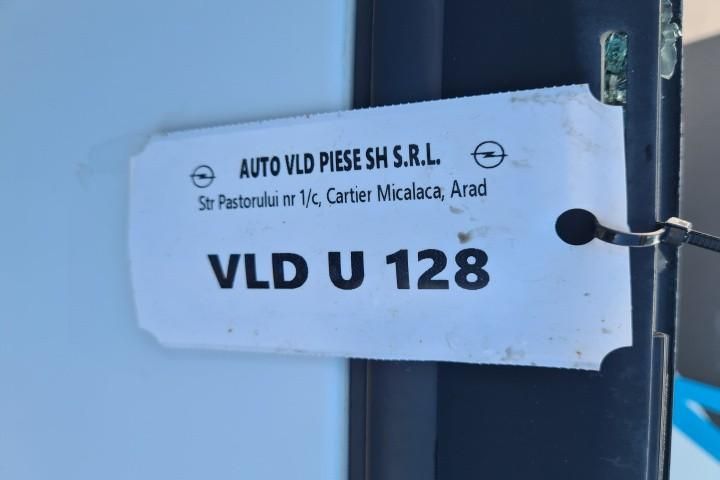 AUTO VLD PIESE SH S.R.L.
Str Pastorului nr 1/c, Cartier Micalaca, Arad
VLD U 128